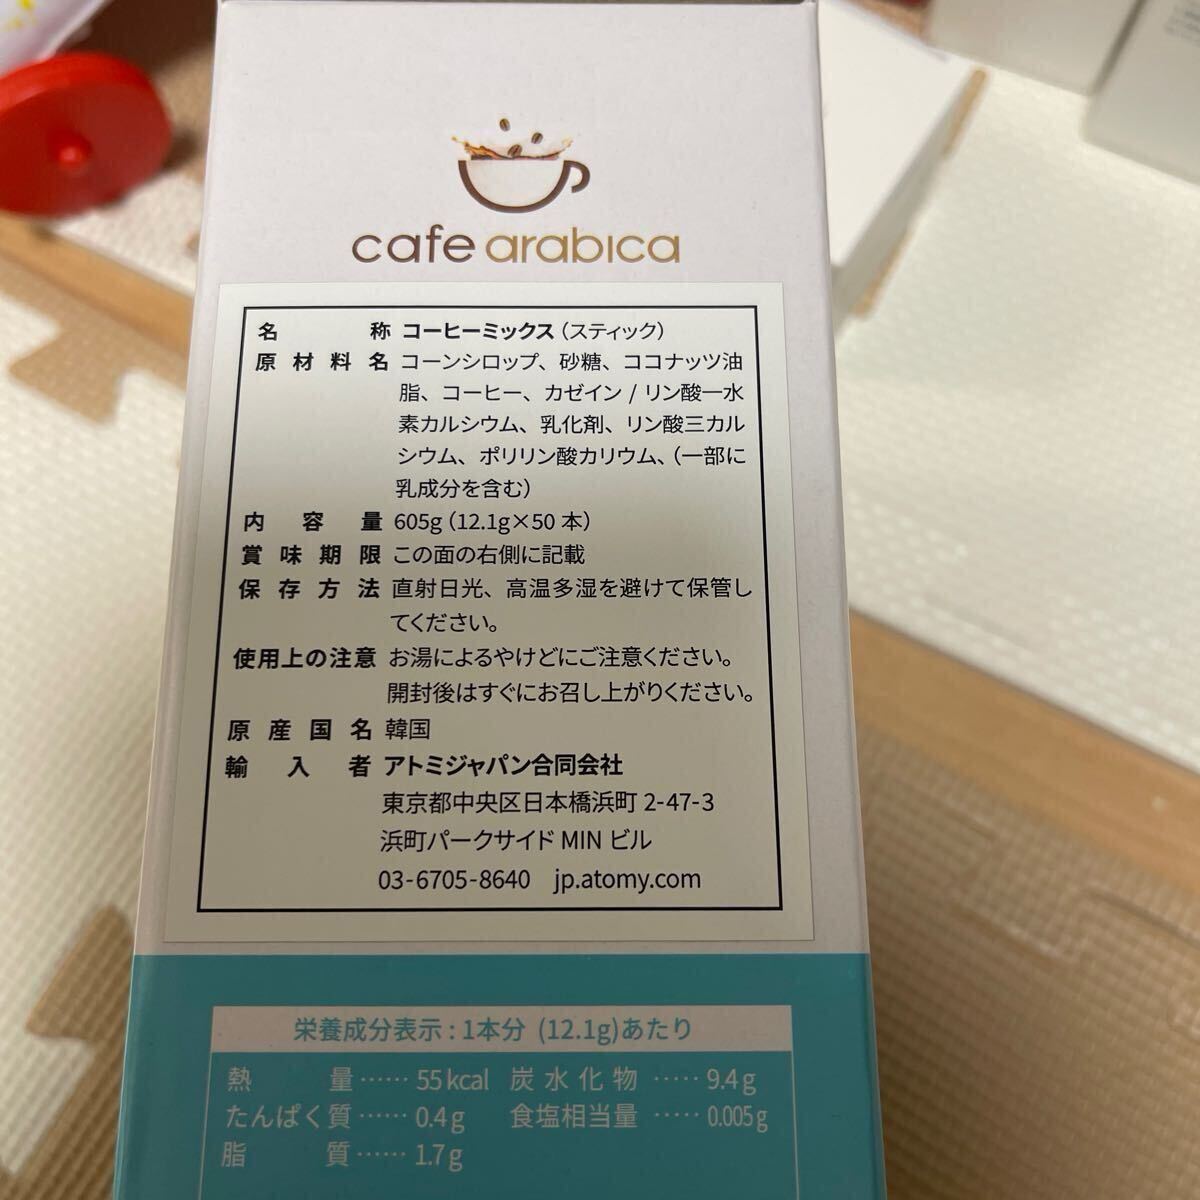 cafe arabica
名称 コーヒーミックス（スティック）
原材料名 コーンシロップ、砂糖、ココナッツ油
脂、コーヒー、カゼイン / リン酸一水
素カルシウム、乳化剤、リン酸三カル
シウム、ポリリン酸カリウム、（一部に
乳成分を含む）
内容量 605g（12.1g×50 本）
賞味期限 この面の右側に記載
保存方法 直射日光、高温多湿を避けて保管し
てください。
使用上の注意 お湯によるやけどにご注意ください。
開封後はすぐにお召し上がりください。
原産国名 韓国
輸入者 アトミジャパン合同会社
東京都中央区日本橋浜町 2-47-3
浜町パークサイド MIN ビル
03-6705-8640 jp.atomy.com
栄養成分表示 : 1本分 (12.1g)あたり
熱量 …… 55 kcal 炭水化物 ····· 9.4 g
たんぱく質 …… 0.4 g 食塩相当量 ····· 0.005 g
脂質 …… 1.7 g